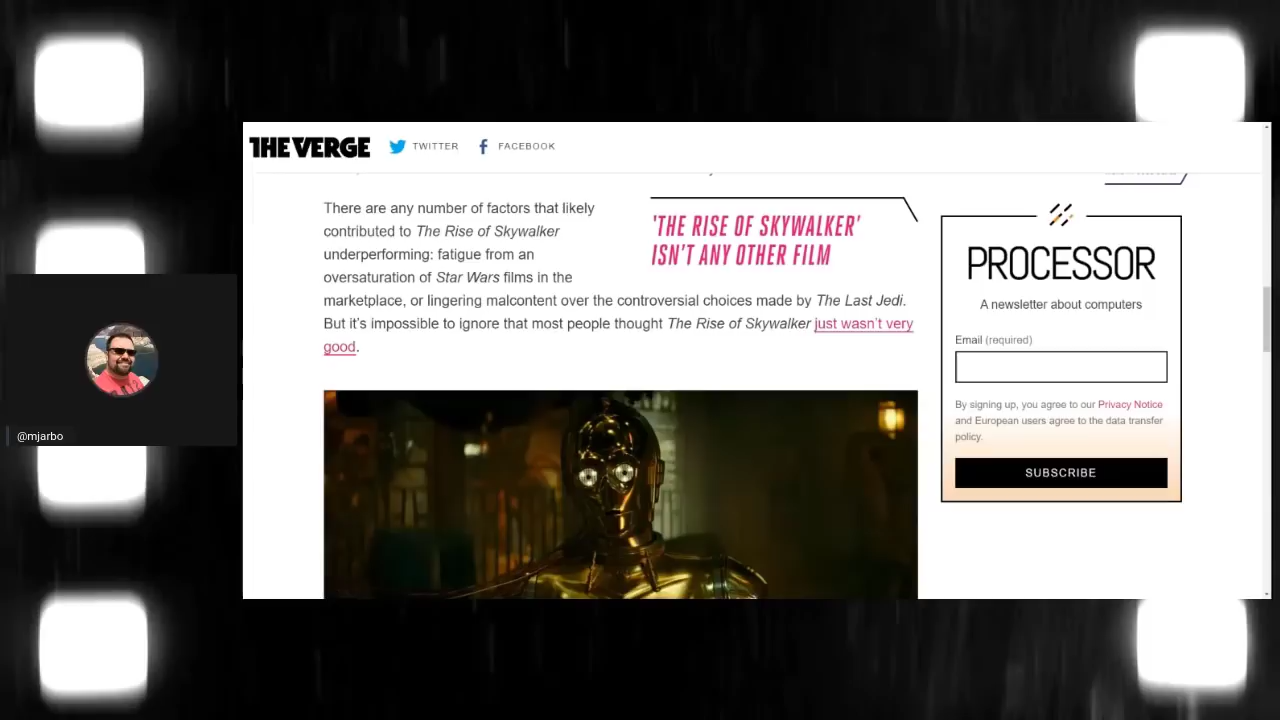 THE VERGE
TWITTER
FACEBOOK
There are any number of factors that likely
contributed to The Rise of Skywalker
underperforming: fatigue from an
oversaturation of Star Wars films in the
marketplace, or lingering malcontent over the controversial choices made by The Last Jedi.
But it's impossible to ignore that most people thought The Rise of Skywalker just wasn't very
good.
'THE RISE OF SKYWALKER'
ISN'T ANY OTHER FILM
PROCESSOR
A newsletter about computers
Email (required)
By signing up, you agree to our Privacy Notice
and European users agree to the data transfer
policy.
SUBSCRIBE
@mjarbo